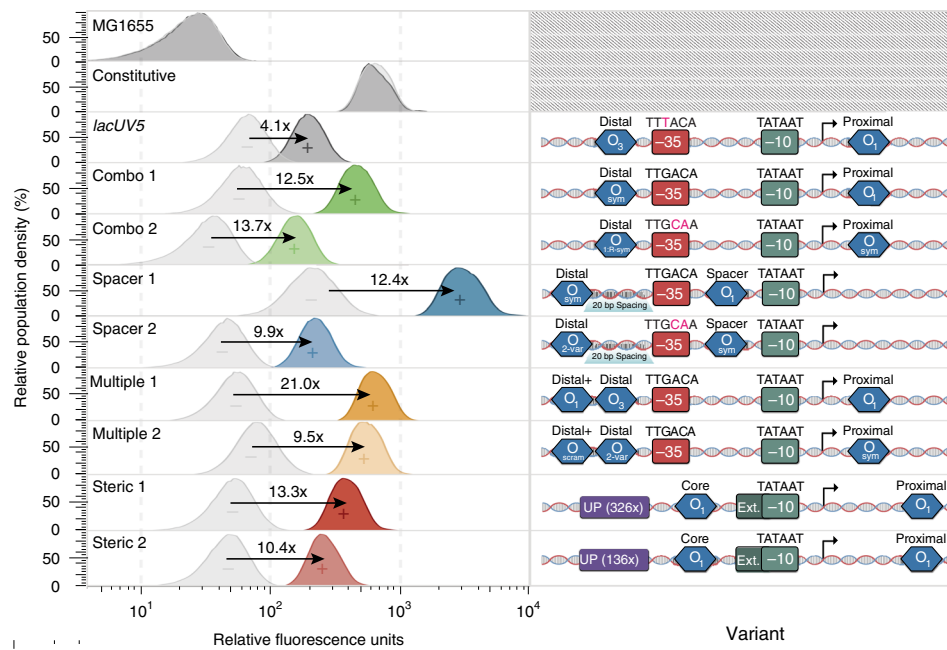 Relative population density (%)
MG1655
50
0
Constitutive
50
0
lacUV5
50
0
4.1x
–
+
Distal
TTTACA
TATAAT
Proximal
O3
–35
–10
O1
Combo 1
50
0
12.5x
–
+
Distal
TTGACA
TATAAT
Proximal
O sym
–35
–10
O1
Combo 2
50
0
13.7x
–
+
Distal
TTGCAA
TATAAT
Proximal
O 1:R-sym
–35
–10
O sym
Spacer 1
50
0
12.4x
–
+
Distal
TTGACA
Spacer
TATAAT
O sym
20 bp Spacing
–35
O1
–10
Spacer 2
50
0
9.9x
–
+
Distal
TTGCAA
Spacer
TATAAT
O 2-var
20 bp Spacing
–35
O sym
–10
Multiple 1
50
0
21.0x
–
+
Distal+
Distal
TTGACA
TATAAT
Proximal
O1
O3
–35
–10
O1
Multiple 2
50
0
9.5x
–
+
Distal+
Distal
TTGACA
TATAAT
Proximal
O scram
O 2-var
–35
–10
O sym
Steric 1
50
0
13.3x
–
+
Core
TATAAT
Proximal
UP (326x)
O1
Ext.
–10
O1
Steric 2
50
0
10.4x
–
+
Core
TATAAT
Proximal
UP (136x)
O1
Ext.
–10
O1
10^1
10^2
10^3
10^4
Relative fluorescence units
Variant